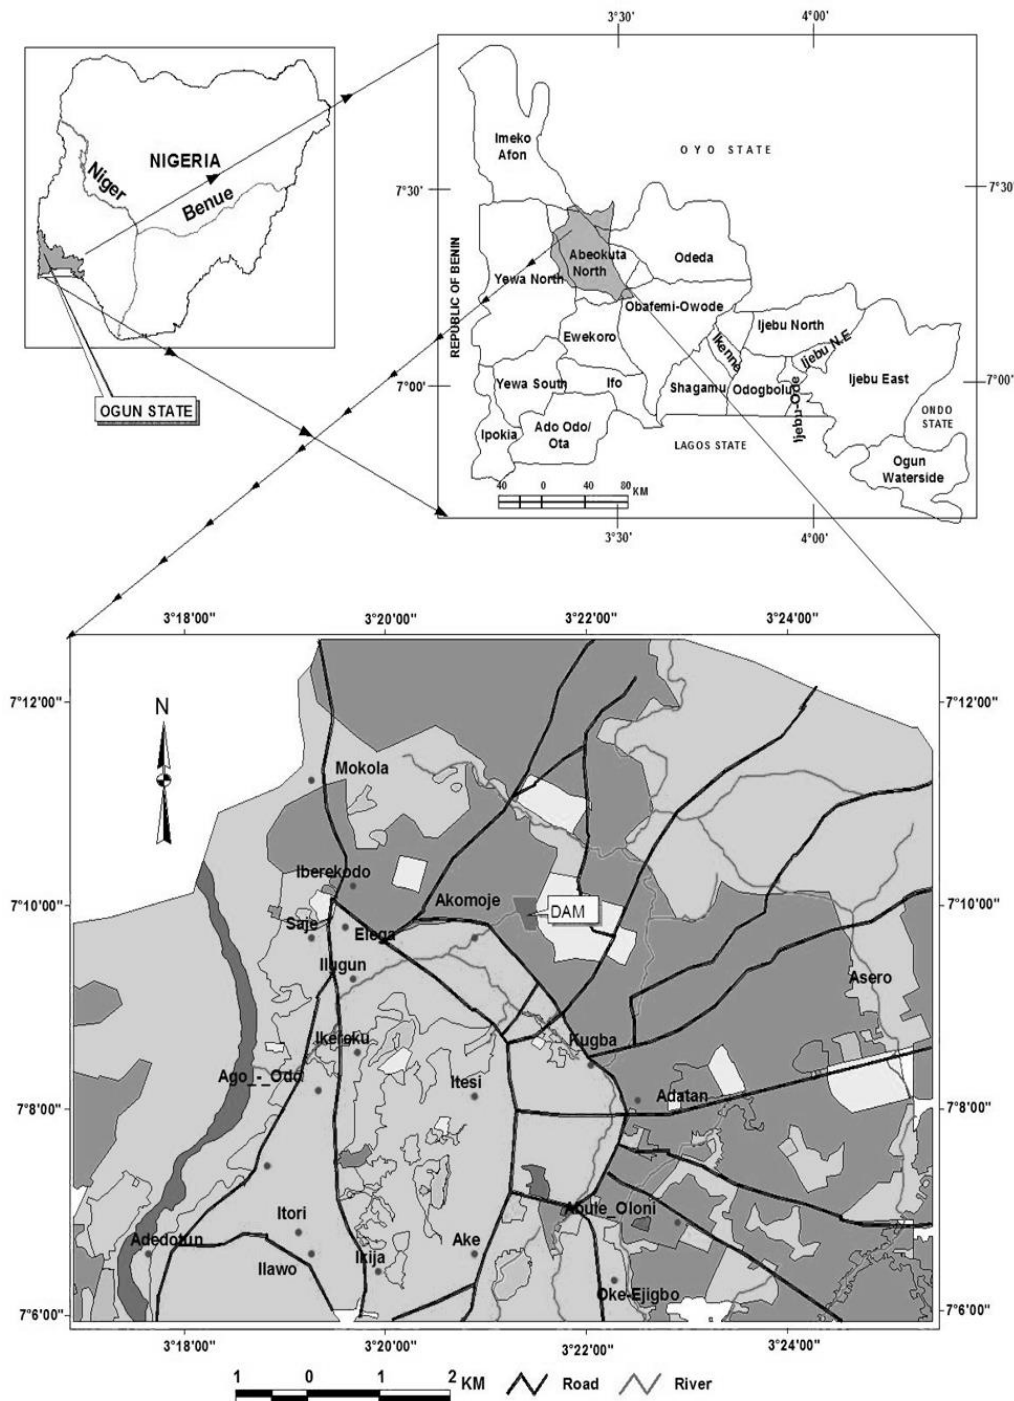 3°30'
4°00'
NIGERIA
Niger
Benue
OGUN STATE
Imeko
Afon
OYO STATE
7°30'
7°30'
REPUBLIC OF BENIN
Abeokuta
North
Odeda
Yewa North
Obafemi-Owode
Ewekoro
Ikenne
Ijebu North
Ijebu N.E
7°00'
7°00'
Yewa South
Ifo
Shagamu
Odogbolu
Ijebu-Ode
Ijebu East
ONDO
STATE
Ipokia
Ado Odo/
Ota
LAGOS STATE
Ogun
Waterside
40 0 40 80 KM
3°30'
4°00'
3°18'00"
3°20'00"
3°22'00"
3°24'00"
7°12'00"
7°12'00"
N
Mokola
Iberekodo
Akomoje
7°10'00"
DAM
7°10'00"
Saje
Elega
Ilugun
Asero
Ikereku
Kugba
Ago_-_Odo
Itesi
Adatan
7°8'00"
7°8'00"
Itori
Abule_Oloni
Adedotun
Ilawo
Ikija
Ake
Oke-Ejigbo
7°6'00"
7°6'00"
3°18'00"
3°20'00"
3°22'00"
3°24'00"
1 0 1 2 KM
Road
River